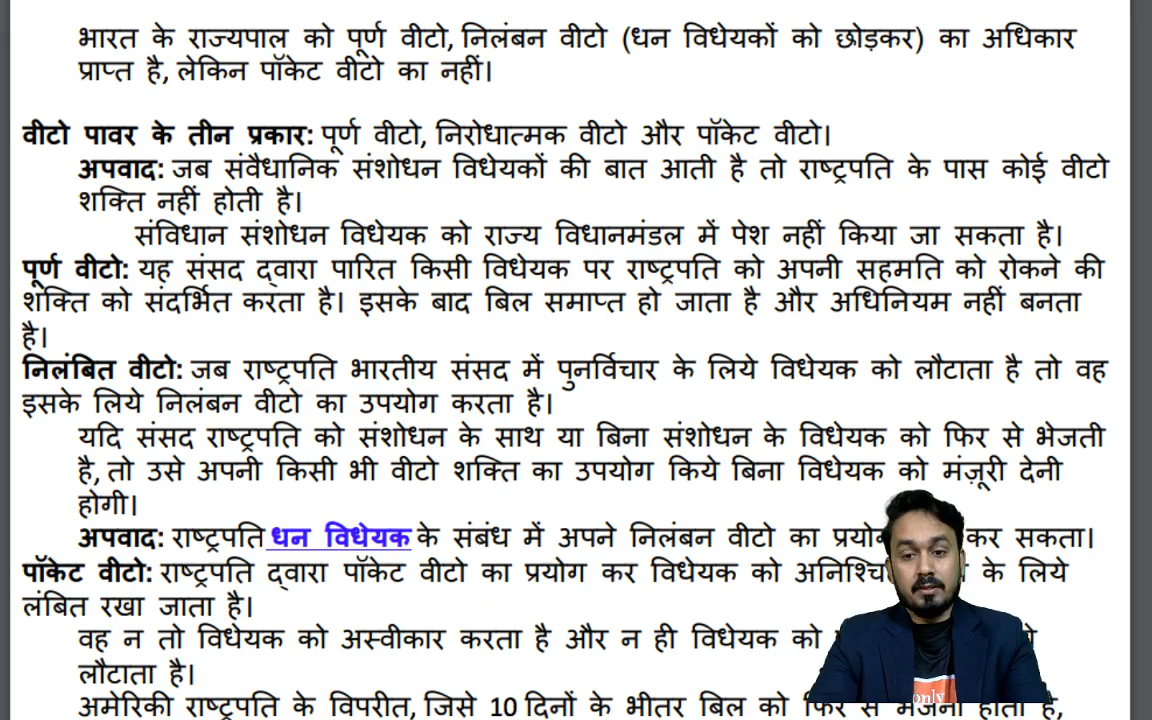 भारत के राज्यपाल को पूर्ण वीटो, निलंबन वीटो (धन विधेयकों को छोड़कर) का अधिकार
प्राप्त है, लेकिन पॉकेट वीटो का नहीं।
वीटो पावर के तीन प्रकार: पूर्ण वीटो, निरोधात्मक वीटो और पॉकेट वीटो।
अपवाद: जब संवैधानिक संशोधन विधेयकों की बात आती है तो राष्ट्रपति के पास कोई वीटो
शक्ति नहीं होती है।
संविधान संशोधन विधेयक को राज्य विधानमंडल में पेश नहीं किया जा सकता है।
पूर्ण वीटो: यह संसद द्वारा पारित किसी विधेयक पर राष्ट्रपति को अपनी सहमति को रोकने की
शक्ति को संदर्भित करता है। इसके बाद बिल समाप्त हो जाता है और अधिनियम नहीं बनता
है।
निलंबित वीटो: जब राष्ट्रपति भारतीय संसद में पुनर्विचार के लिये विधेयक को लौटाता है तो वह
इसके लिये निलंबन वीटो का उपयोग करता है।
यदि संसद राष्ट्रपति को संशोधन के साथ या बिना संशोधन के विधेयक को फिर से भेजती
है, तो उसे अपनी किसी भी वीटो शक्ति का उपयोग किये बिना विधेयक को मंज़ूरी देनी
होगी।
अपवाद: राष्ट्रपति धन विधेयक के संबंध में अपने निलंबन वीटो का कर सकता।
पॉकेट वीटो: राष्ट्रपति द्वारा पॉकेट वीटो का प्रयोग कर विधेयक को के लिये
लंबित रखा जाता है।
वह न तो विधेयक को अस्वीकार करता है और न ही विधेयक को
लौटाता है।
अमेरिकी राष्ट्रपति के विपरीत, जिसे 10 दिनों के भीतर बिल को फिर से भेजना होता है,
only